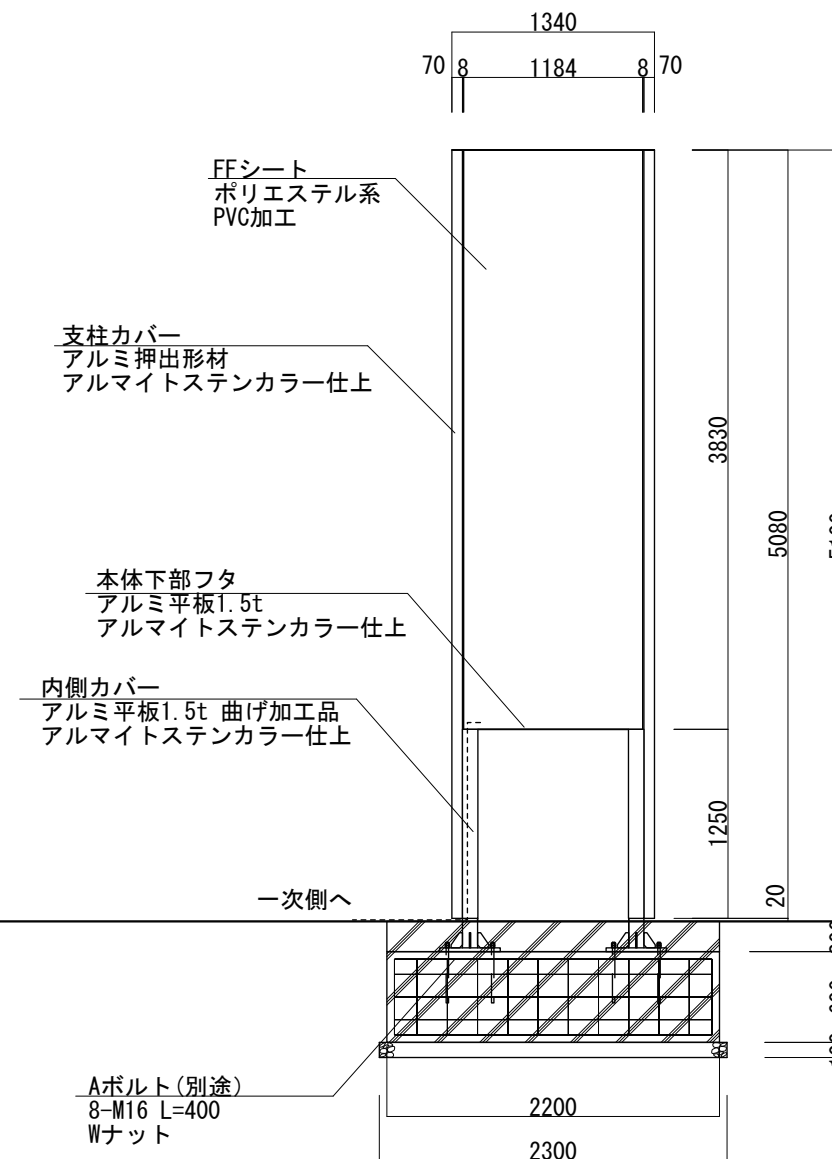 1340
70 8 1184 8 70
FFシート
ポリエステル系
PVC加工
支柱カバー
アルミ押出形材
アルマイトステンカラー仕上
3830
5080
本体下部フタ
アルミ平板1.5t
アルマイトステンカラー仕上
内側カバー
アルミ平板1.5t 曲げ加工品
アルマイトステンカラー仕上
1250
20
一次側へ
Aボルト(別途)
8-M16 L=400
Wナット
2200
2300